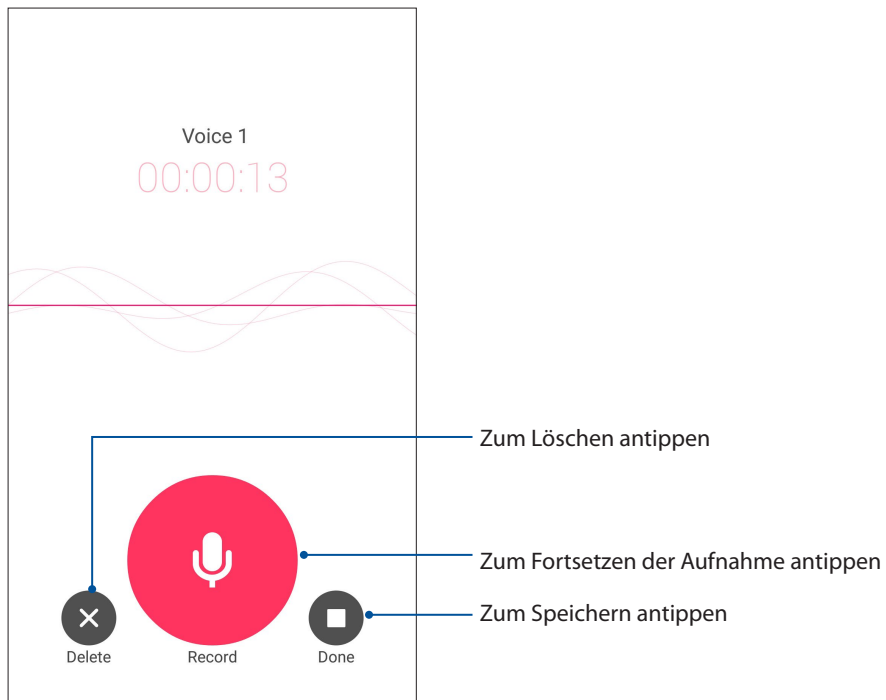 Voice 1
00:00:13
Zum Löschen antippen
Zum Fortsetzen der Aufnahme antippen
Zum Speichern antippen
Delete
Record
Done